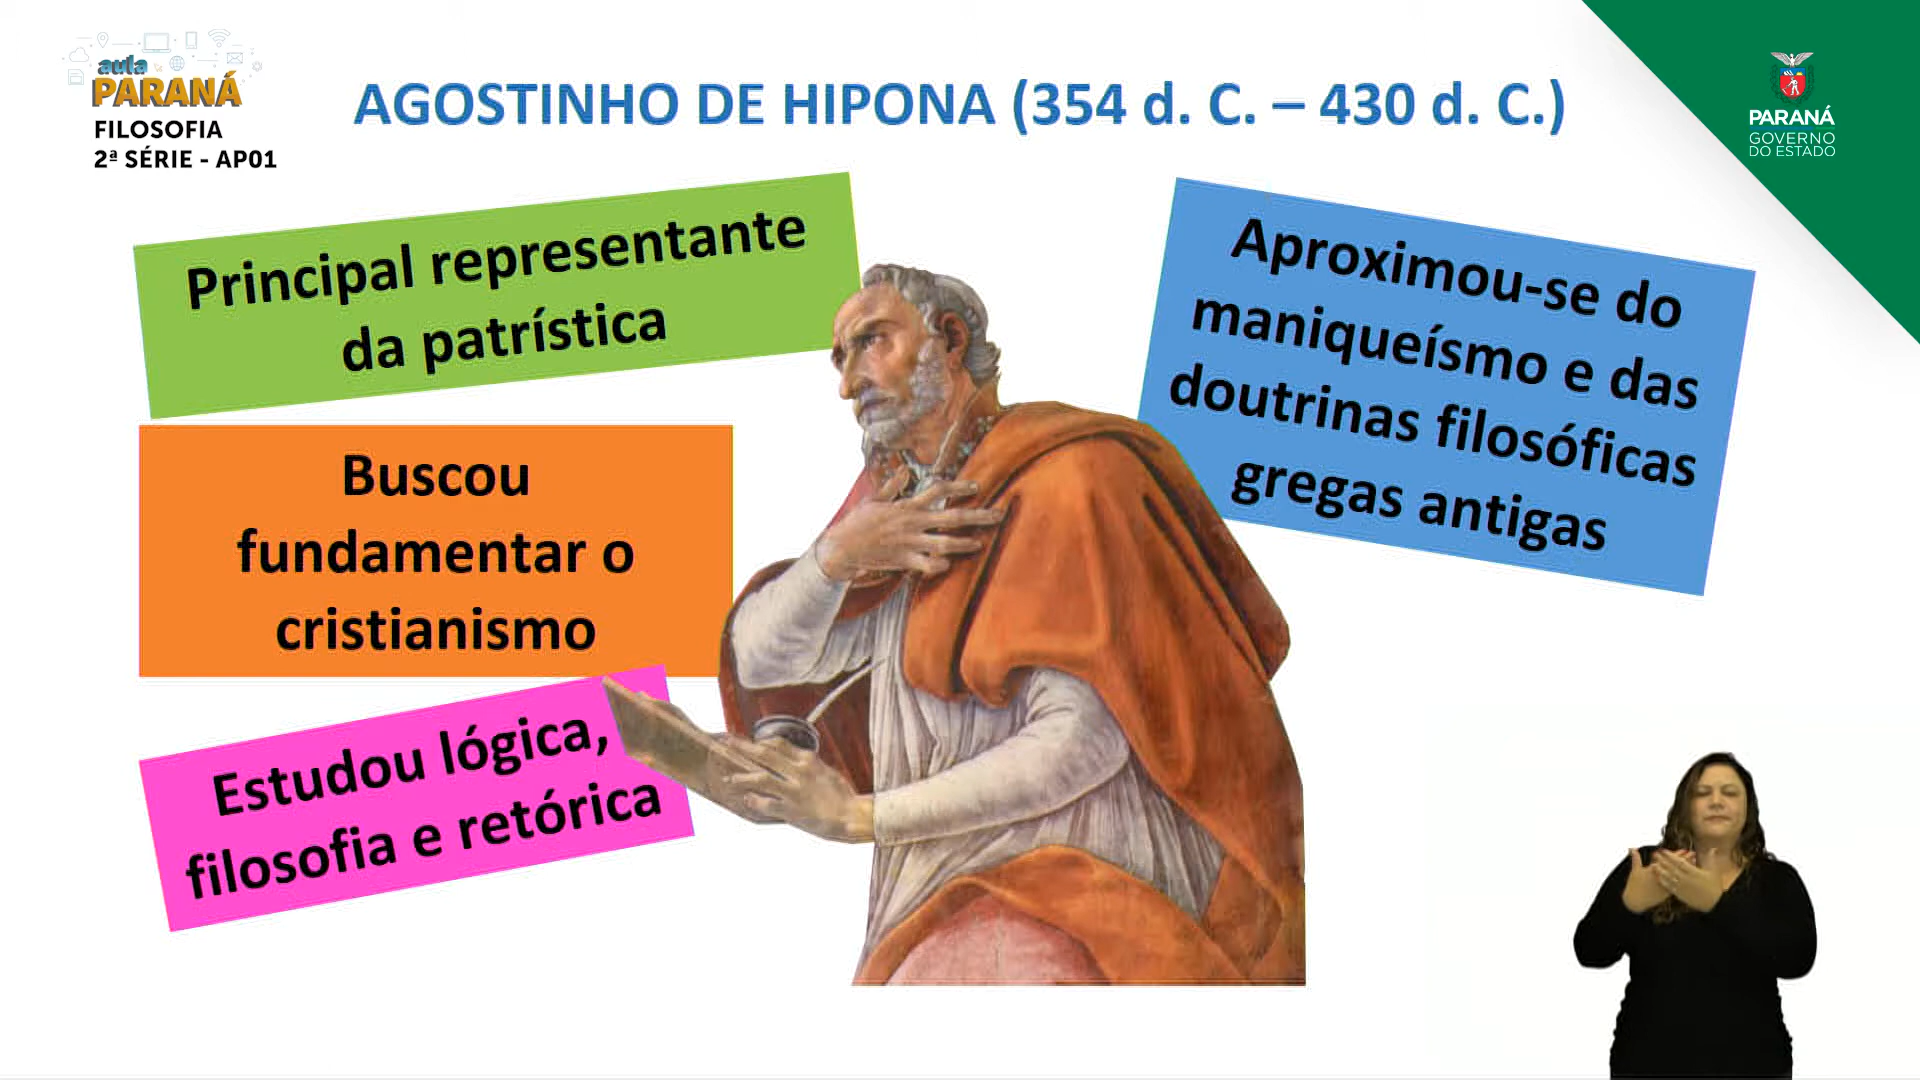 aula
PARANÁ
FILOSOFIA
2ª SÉRIE - AP01
AGOSTINHO DE HIPONA (354 d. C. – 430 d. C.)
PARANÁ
GOVERNO
DO ESTADO
Principal representante
da patrística
Buscou
fundamentar o
cristianismo
Estudou lógica,
filosofia e retórica
Aproximou-se do
maniqueísmo e das
doutrinas filosóficas
gregas antigas